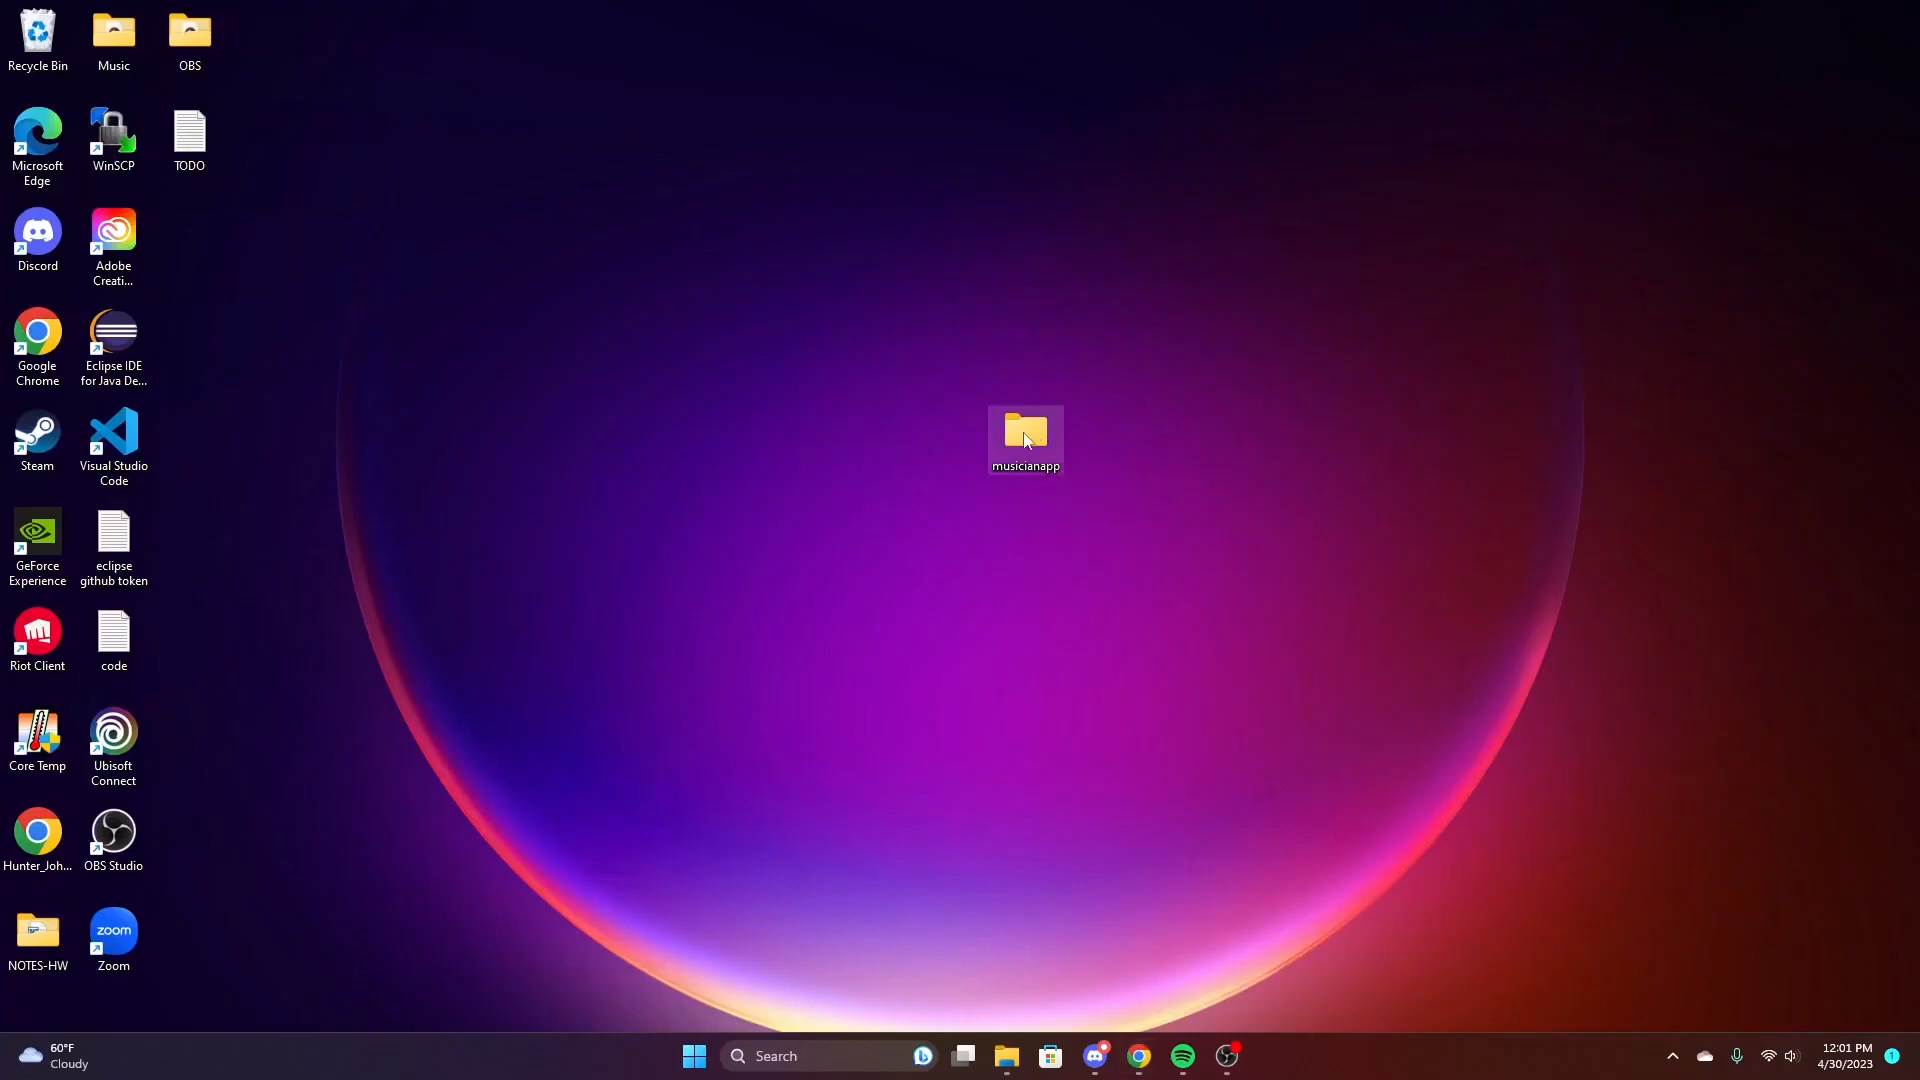 Recycle Bin
Music
OBS
Microsoft
Edge
WinSCP
TODO
Discord
Adobe
Creati...
Google
Chrome
Eclipse IDE
for Java De...
Steam
Visual Studio
Code
musicianapp
GeForce
Experience
eclipse
github token
Riot Client
code
Core Temp
Ubisoft
Connect
Hunter_Joh...
OBS Studio
zoom
NOTES-HW
Zoom
60°F
Cloudy
Search
12:01 PM
4/30/2023
1